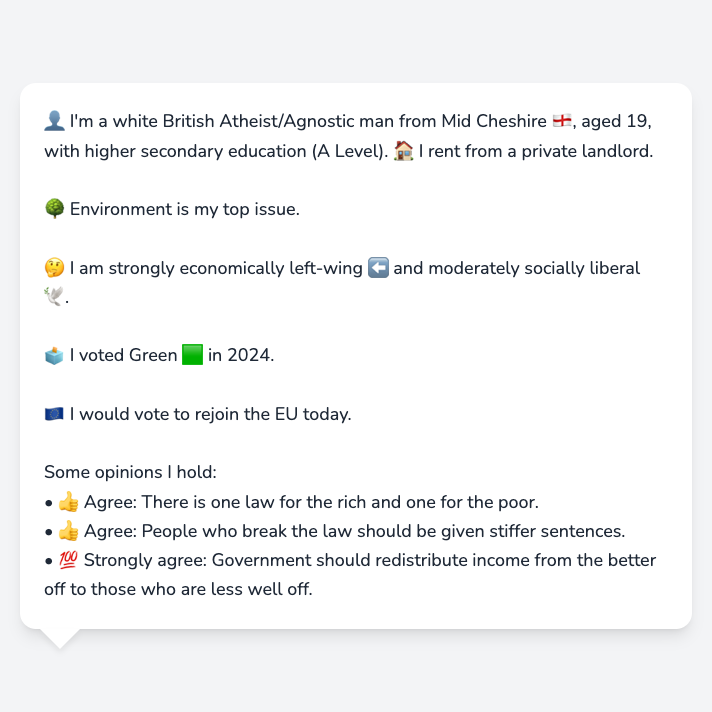 👤 I'm a white British Atheist/Agnostic man from Mid Cheshire 🏴󠁧󠁢󠁥󠁮󠁧󠁿, aged 19,
with higher secondary education (A Level). 🏠 I rent from a private landlord.
🌳 Environment is my top issue.
🤔 I am strongly economically left-wing ⬅️ and moderately socially liberal
🕊️.
🗳️ I voted Green 🟩 in 2024.
🇪🇺 I would vote to rejoin the EU today.
Some opinions I hold:
• 👍 Agree: There is one law for the rich and one for the poor.
• 👍 Agree: People who break the law should be given stiffer sentences.
• 💯 Strongly agree: Government should redistribute income from the better
off to those who are less well off.